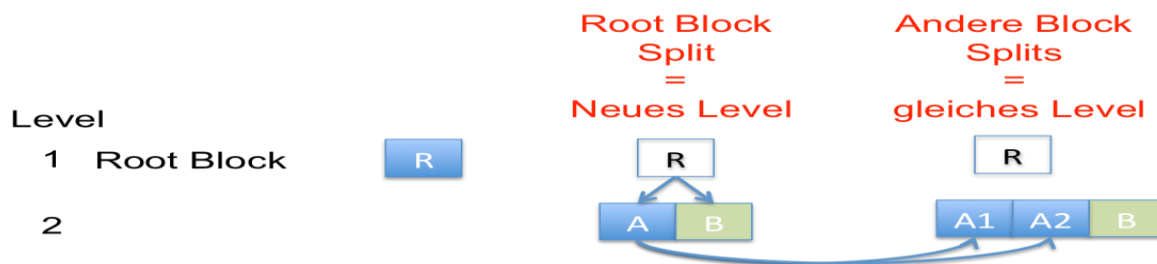 Root Block
Split
=
Neues Level
Andere Block
Splits
=
gleiches Level
Level
1 Root Block R R R
2 A B A1 A2 B